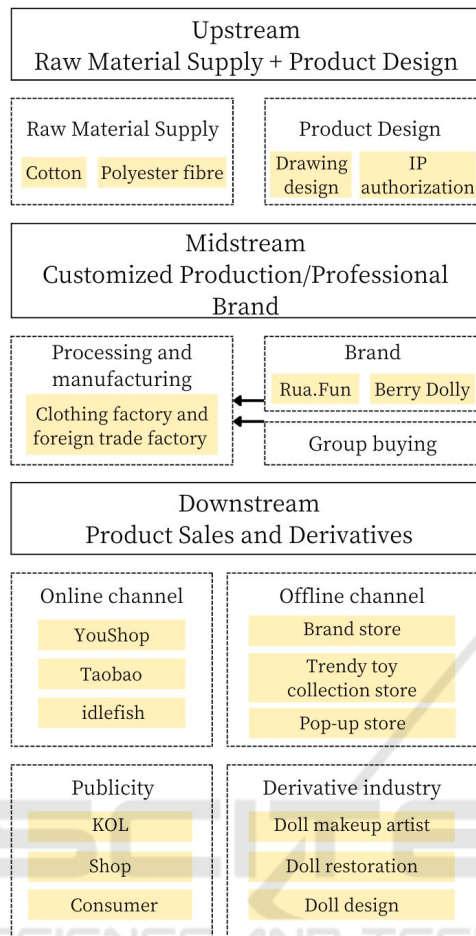 Upstream
Raw Material Supply + Product Design
Raw Material Supply
Cotton
Polyester fibre
Product Design
Drawing
design
IP
authorization
Midstream
Customized Production/Professional
Brand
Processing and
manufacturing
Clothing factory and
foreign trade factory
Brand
Rua.Fun
Berry Dolly
Group buying
Downstream
Product Sales and Derivatives
Online channel
YouShop
Taobao
idlefish
Offline channel
Brand store
Trendy toy
collection store
Pop-up store
Publicity
KOL
Shop
Consumer
Derivative industry
Doll makeup artist
Doll restoration
Doll design